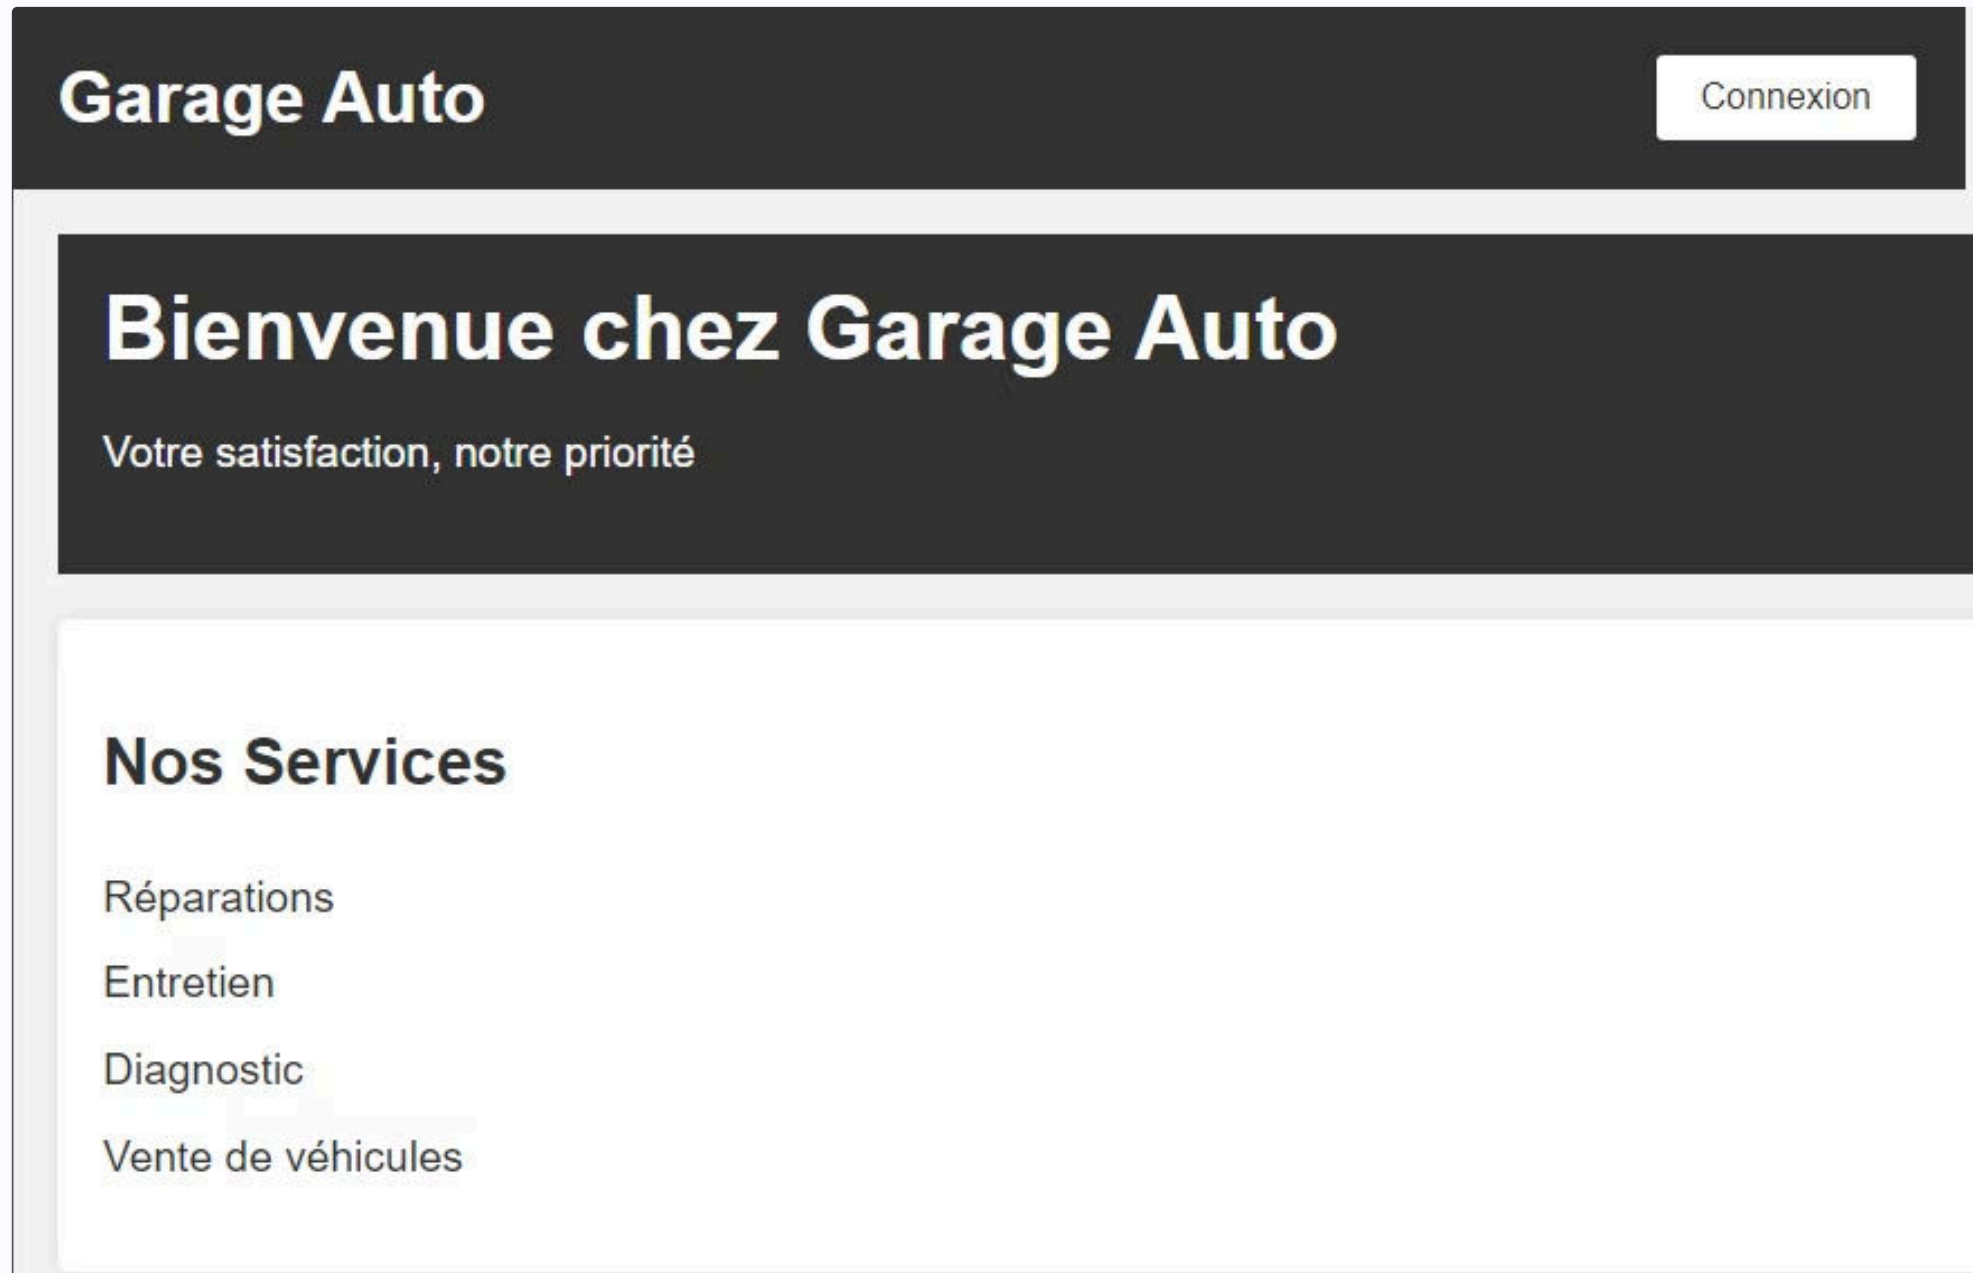 Garage Auto
Connexion
Bienvenue chez Garage Auto
Votre satisfaction, notre priorité
Nos Services
Réparations
Entretien
Diagnostic
Vente de véhicules